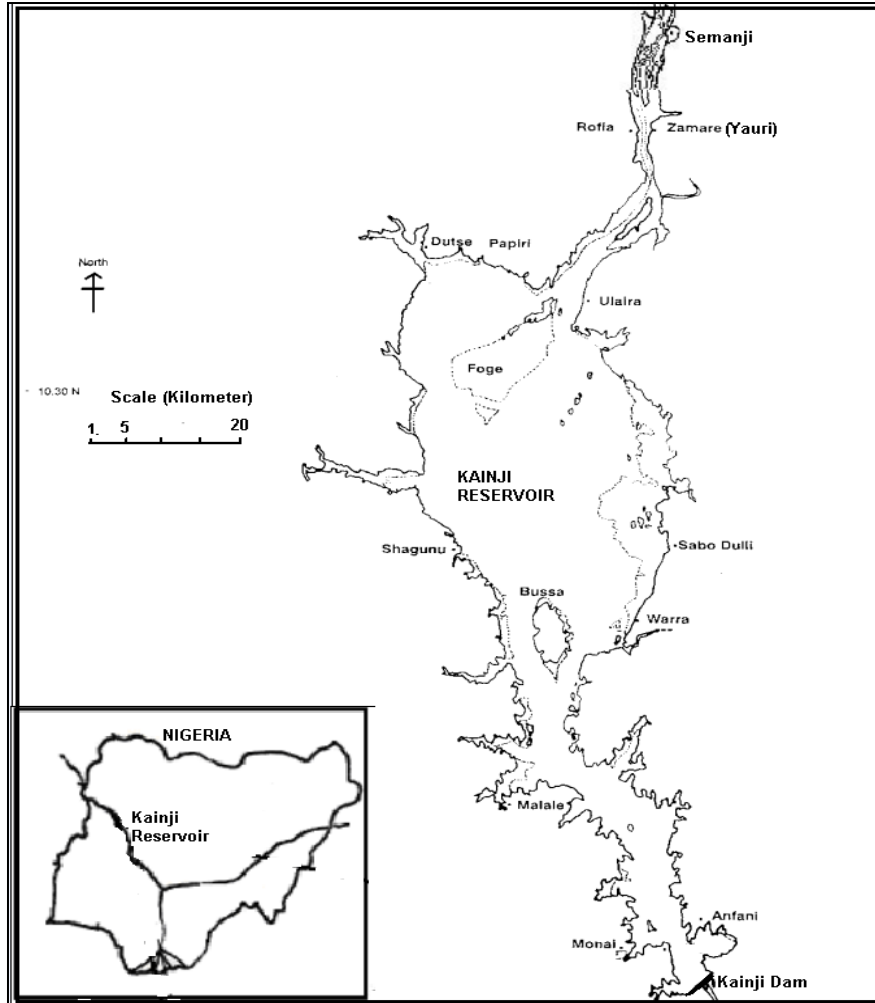 Semanji
Rofia
Zamare (Yauri)
Dutse
Papiri
North
Ulaira
Foge
10.30 N
Scale (Kilometer)
1. 5 20
KAINJI
RESERVOIR
Shagunu
Sabo Dulli
Bussa
Warra
NIGERIA
Kainji
Reservoir
Malale
Anfani
Monai
Kainji Dam